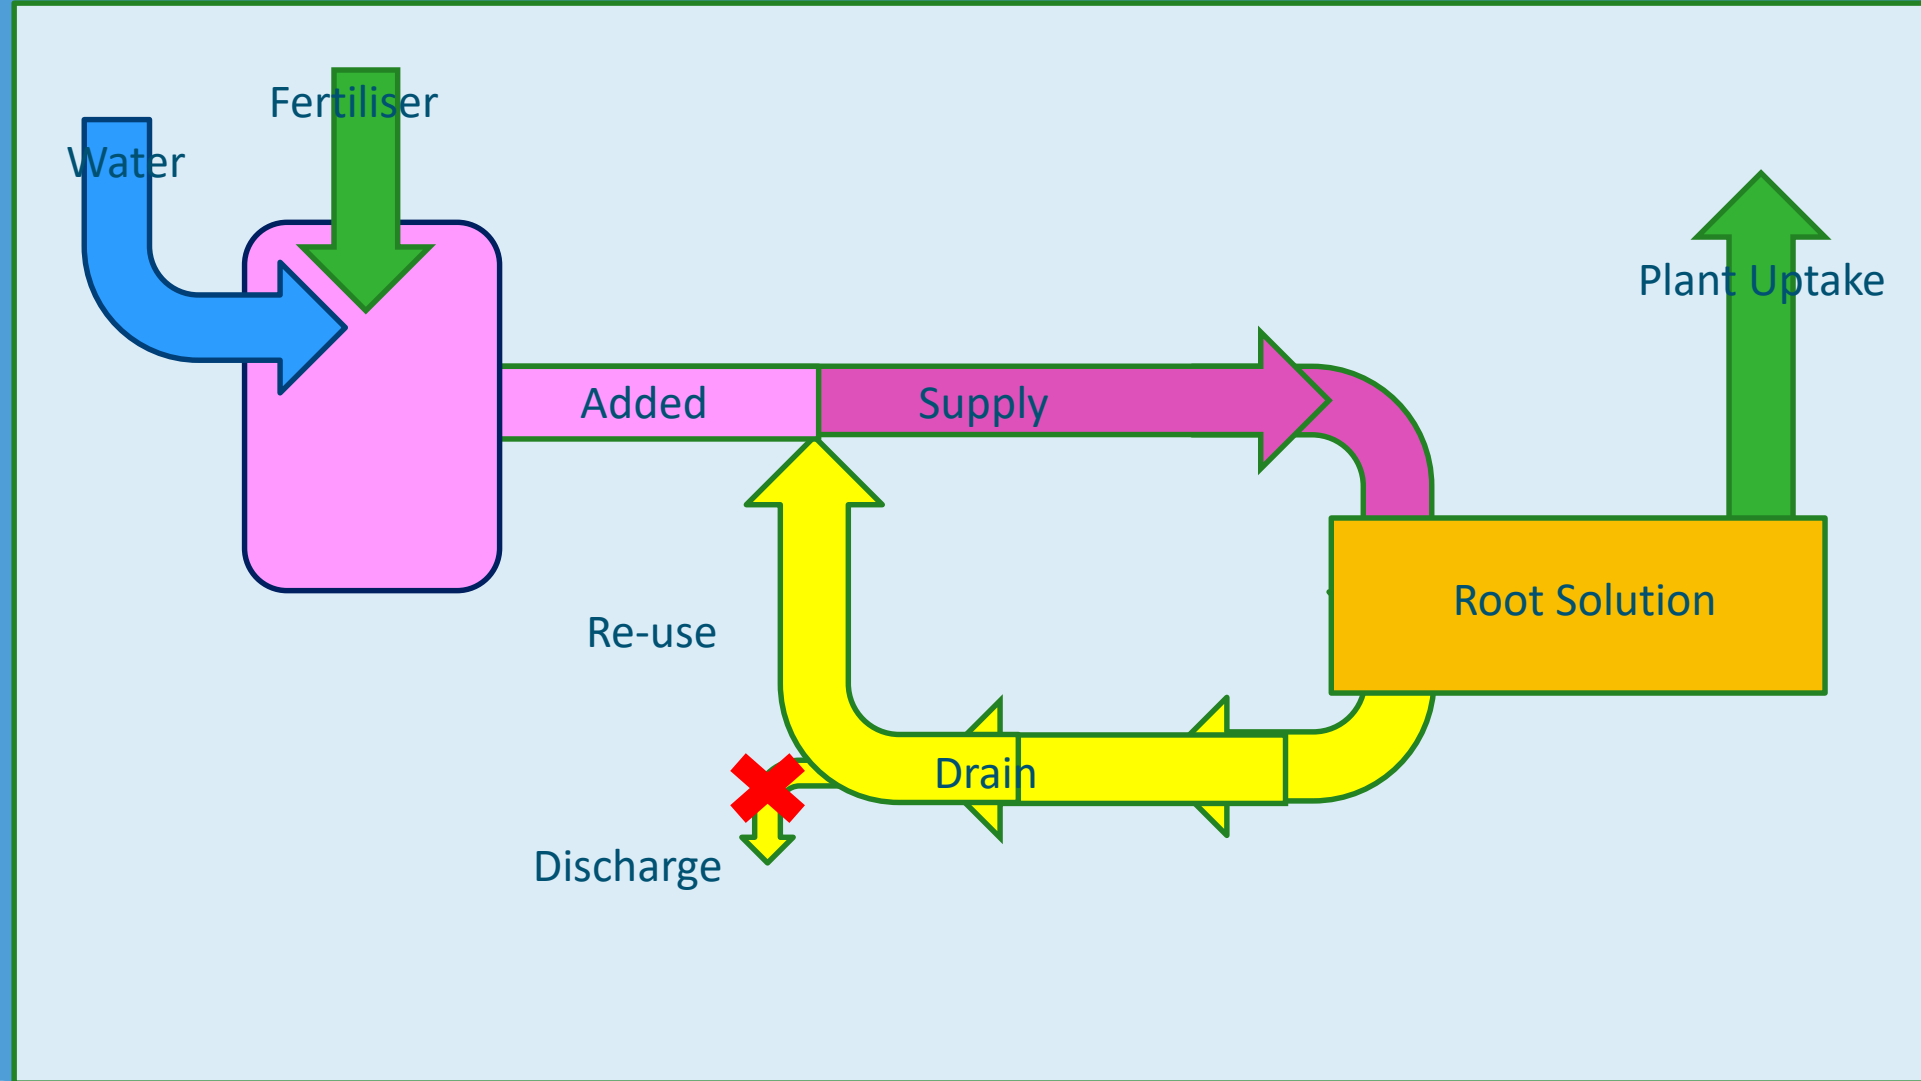 Fertiliser
Water
Plant Uptake
Added
Supply
Root Solution
Re-use
Drain
Discharge